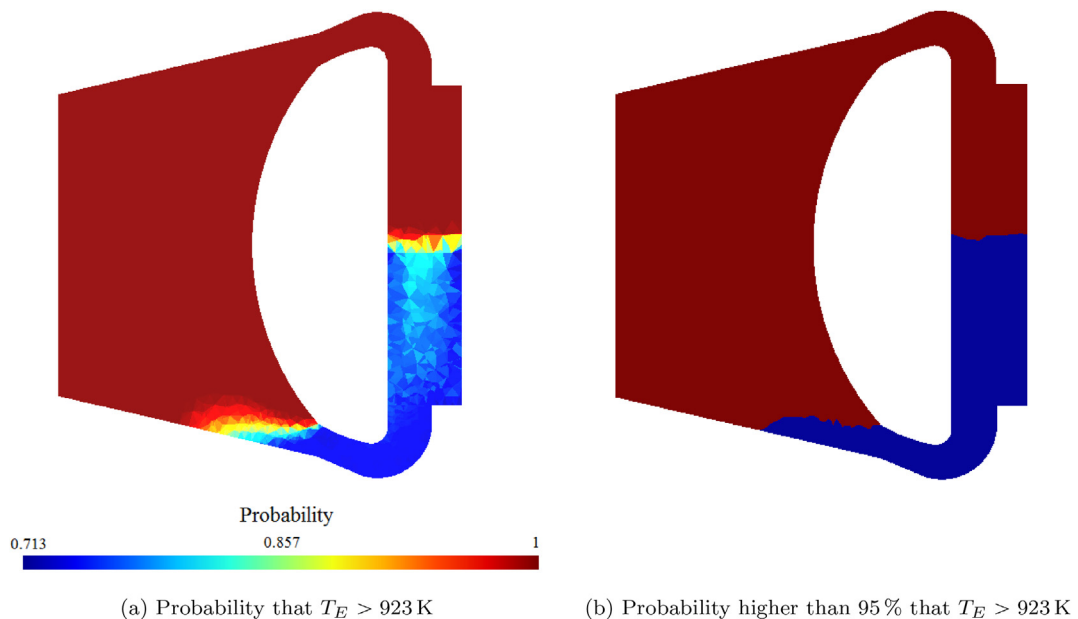 Probability
0.713 0.857 1
(a) Probability that T_E > 923 K
(b) Probability higher than 95 % that T_E > 923 K